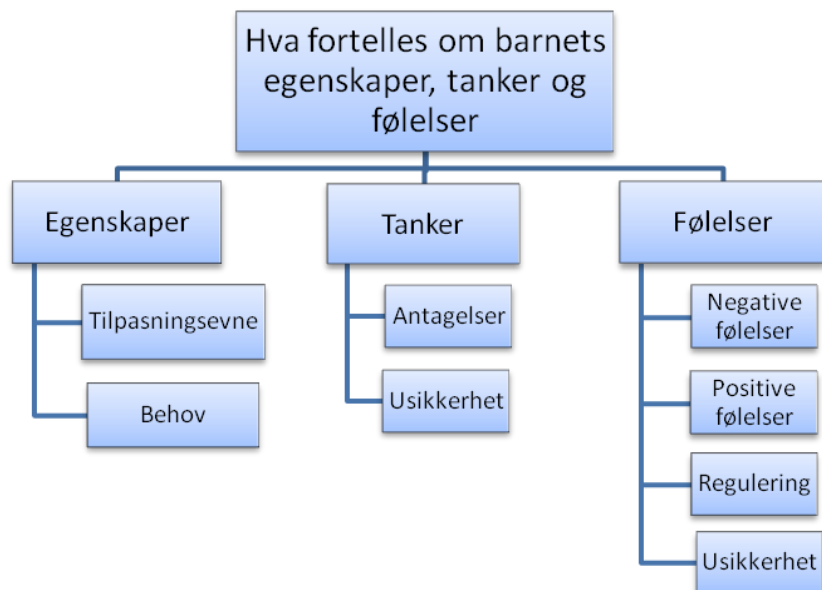 Hva fortelles om barnets
egenskaper, tanker og
følelser
Egenskaper
Tilpasningsevne
Behov
Tanker
Antagelser
Usikkerhet
Følelser
Negative
følelser
Positive
følelser
Regulering
Usikkerhet